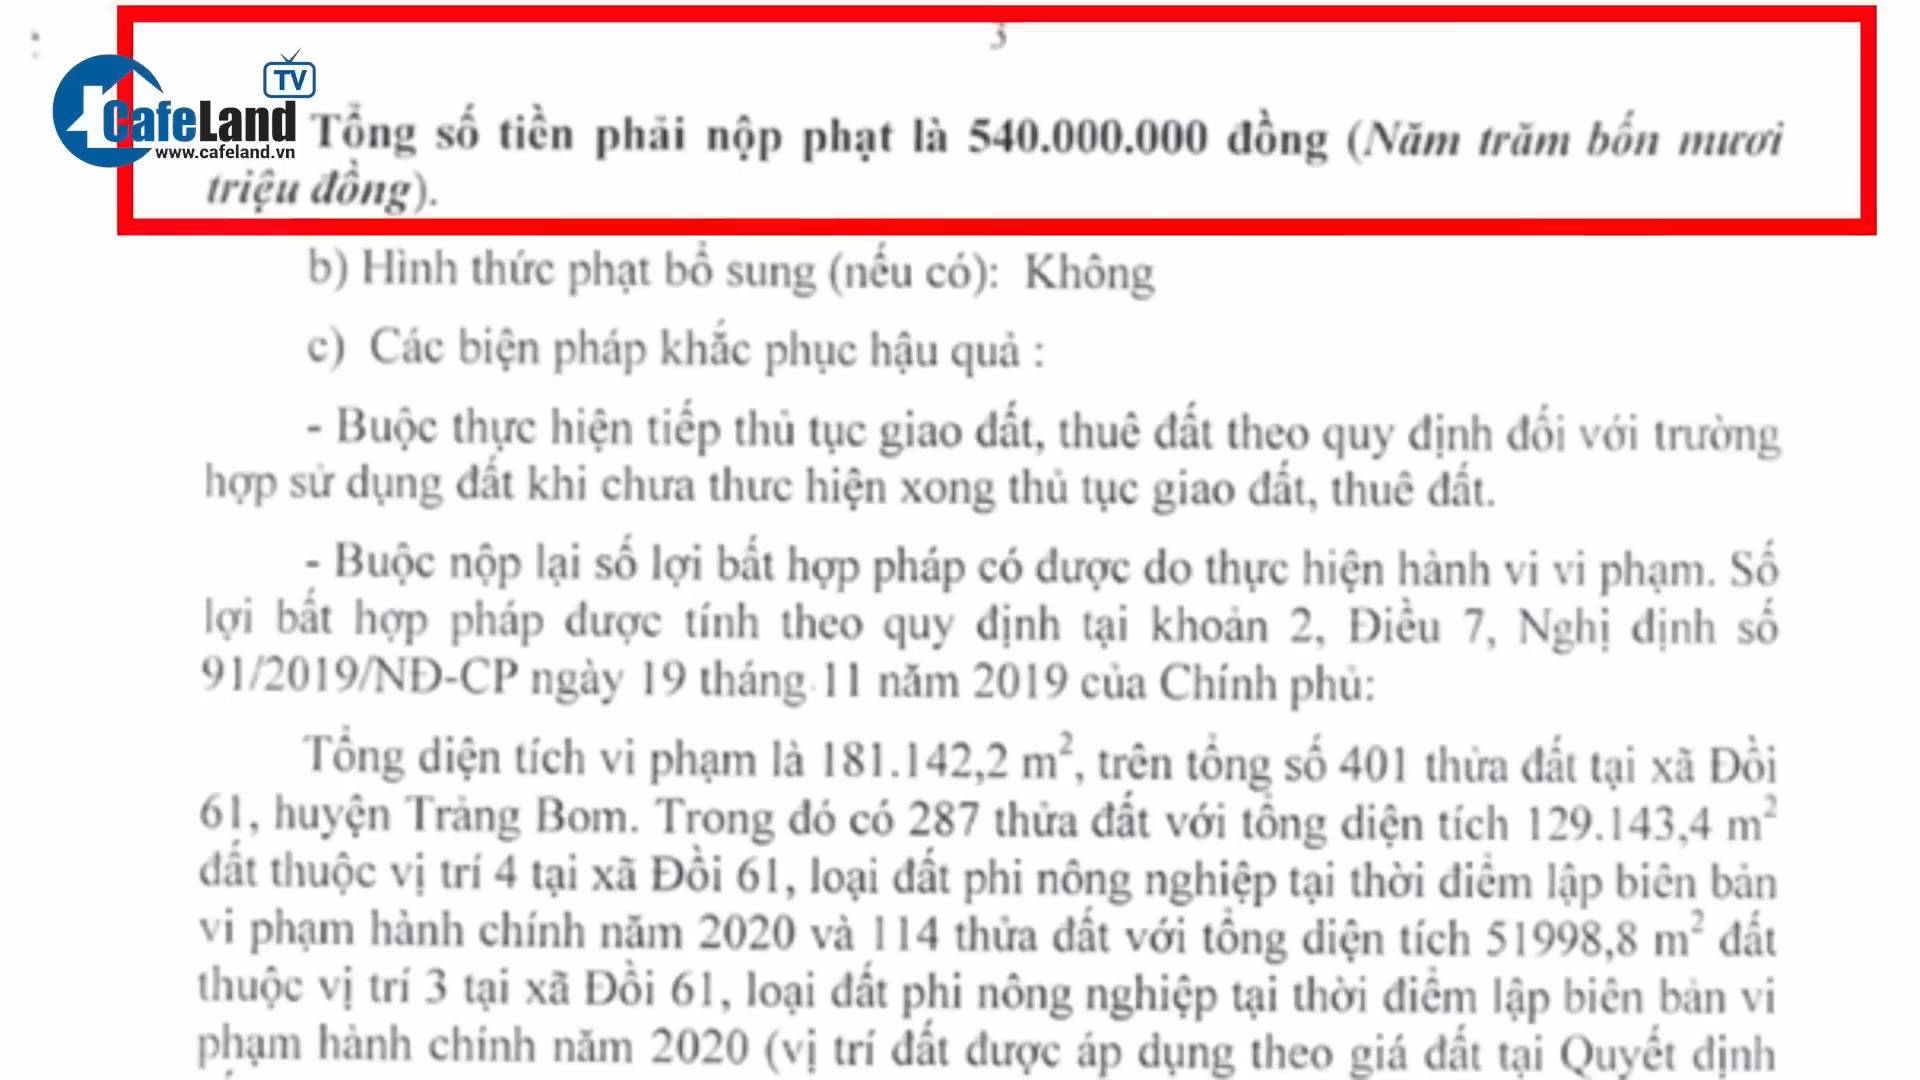 3
TV
CafeLand
www.cafeland.vn
Tổng số tiền phải nộp phạt là 540.000.000 đồng (Năm trăm bốn mươi
triệu đồng).
b) Hình thức phạt bổ sung (nếu có): Không
c) Các biện pháp khắc phục hậu quả :
- Buộc thực hiện tiếp thủ tục giao đất, thuê đất theo quy định đối với trường
hợp sử dụng đất khi chưa thưc hiện xong thủ tục giao đất, thuê đất.
- Buộc nộp lại số lợi bất hợp pháp có được do thực hiện hành vi vi phạm. Số
lợi bất hợp pháp được tính theo quy định tại khoản 2, Điều 7, Nghị định số
91/2019/NĐ-CP ngày 19 tháng 11 năm 2019 của Chính phủ:
Tổng diện tích vi phạm là 181.142,2 m², trên tổng số 401 thửa đất tại xã Đồi
61, huyện Trảng Bom. Trong đó có 287 thửa đất với tổng diện tích 129.143,4 m²
đất thuộc vị trí 4 tại xã Đồi 61, loại đất phi nông nghiệp tại thời điểm lập biên bản
vi phạm hành chính năm 2020 và 114 thửa đất với tổng diện tích 51998,8 m² đất
thuộc vị trí 3 tại xã Đồi 61, loại đất phi nông nghiệp tại thời điểm lập biên bản vi
phạm hành chính năm 2020 (vị trí đất được áp dụng theo giá đất tại Quyết định